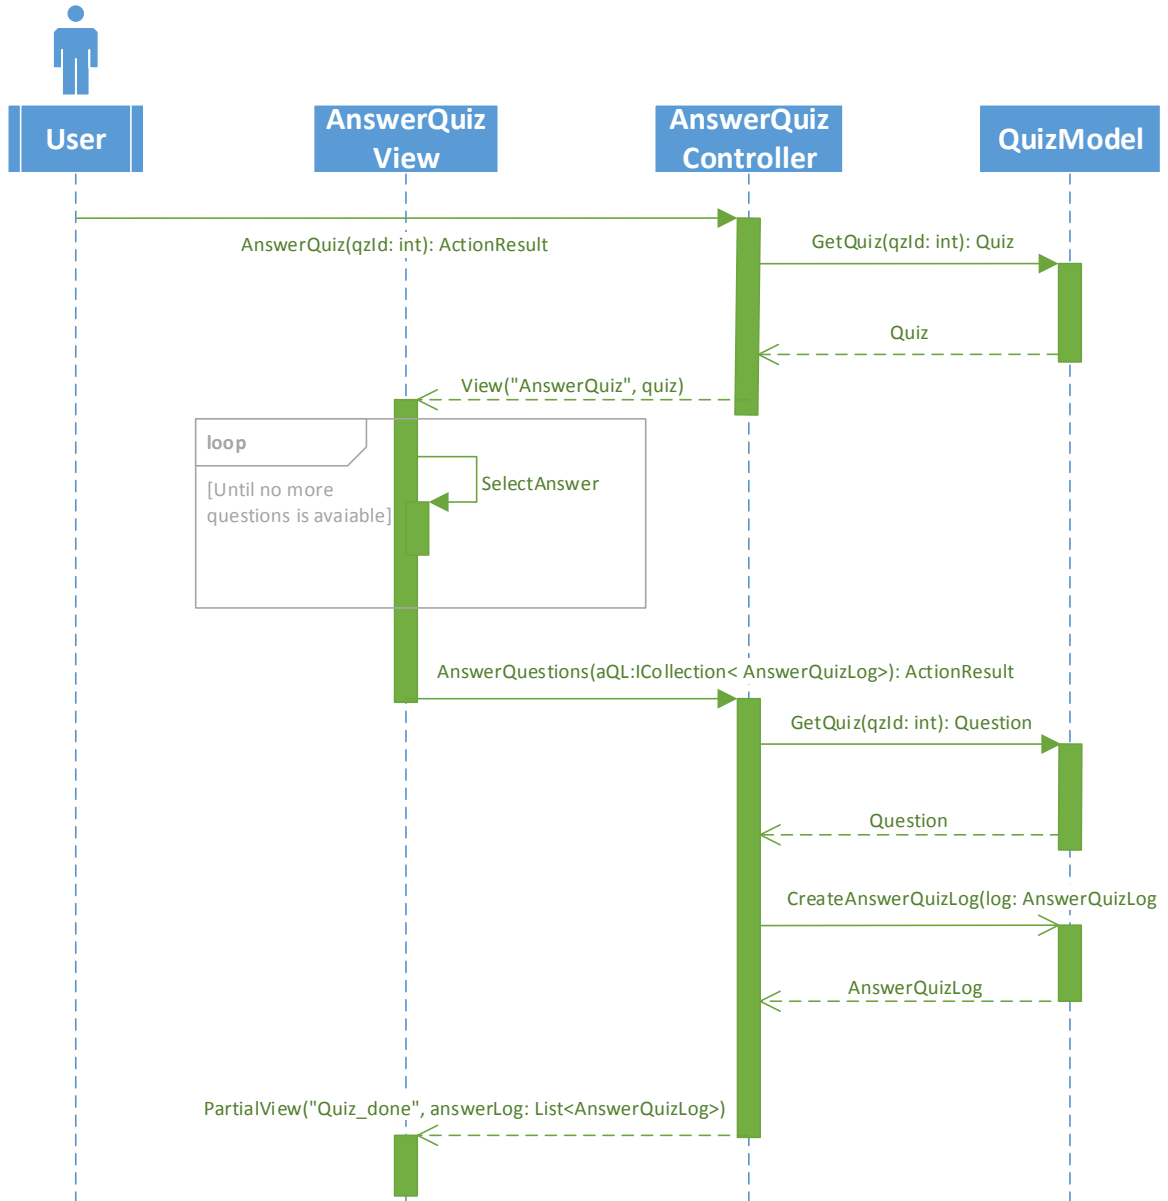 User
AnswerQuiz
View
AnswerQuiz
Controller
QuizModel
AnswerQuiz(qzId: int): ActionResult
GetQuiz(qzId: int): Quiz
Quiz
View("AnswerQuiz", quiz)
loop
[Until no more
questions is avaiable]
SelectAnswer
AnswerQuestions(aQL:ICollection< AnswerQuizLog>): ActionResult
GetQuiz(qzId: int): Question
Question
CreateAnswerQuizLog(log: AnswerQuizLog
AnswerQuizLog
PartialView("Quiz_done", answerLog: List<AnswerQuizLog>)